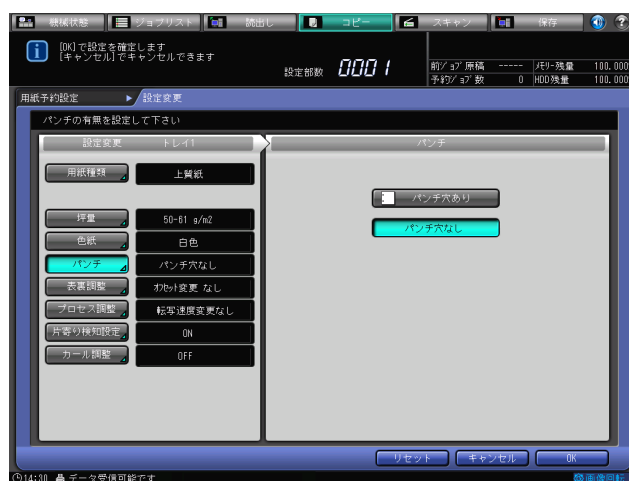 機械状態 ジョブリスト 読出し コピー スキャン 保存
[OK]で設定を確定します
[キャンセル]でキャンセルできます
設定部数 0001
前ｼﾞｮﾌﾞ原稿 ----- ﾒﾓﾘｰ残量 100.000
予約ｼﾞｮﾌﾞ数 0 HDD残量 100.000
用紙予約設定 設定変更
パンチの有無を設定して下さい
設定変更 トレイ1 パンチ
用紙種類 上質紙
パンチ穴あり
坪量 50-61 g/m2
パンチ穴なし
色紙 白色
パンチ パンチ穴なし
表裏調整 ｵﾌｾｯﾄ変更 なし
プロセス調整 転写速度変更なし
片寄り検知設定 ON
カール調整 OFF
リセット キャンセル OK
14:30 データ受信可能です 画像回転